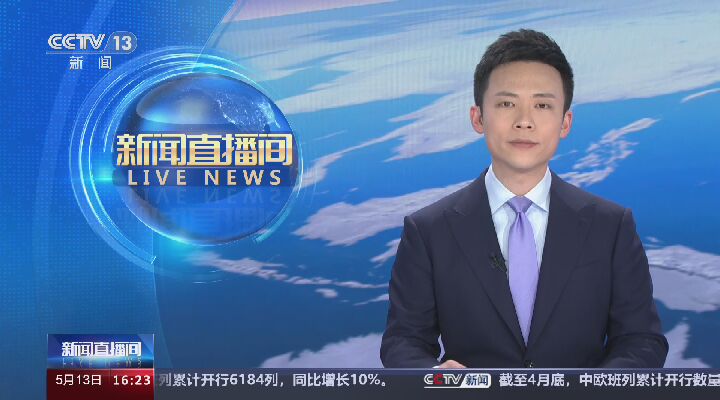 CCTV 13
新闻
新闻直播间
LIVE NEWS
新闻直播间
LIVE NEWS
5月13日 16:23
列累计开行6184列，同比增长10%。 CCTV新闻 截至4月底，中欧班列累计开行数量